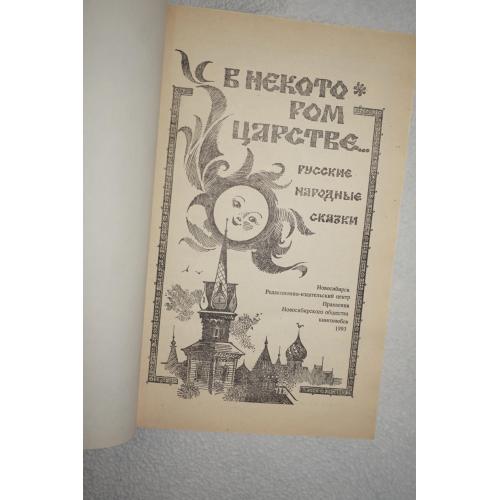 В НЕКОТО
РОМ
ЦАРСТВЕ...
РУССКИЕ
НАРОДНЫЕ
СКАЗКИ
Новосибирск
Редакционно-издательский центр
Правления
Новосибирского общества
книголюбов
1993